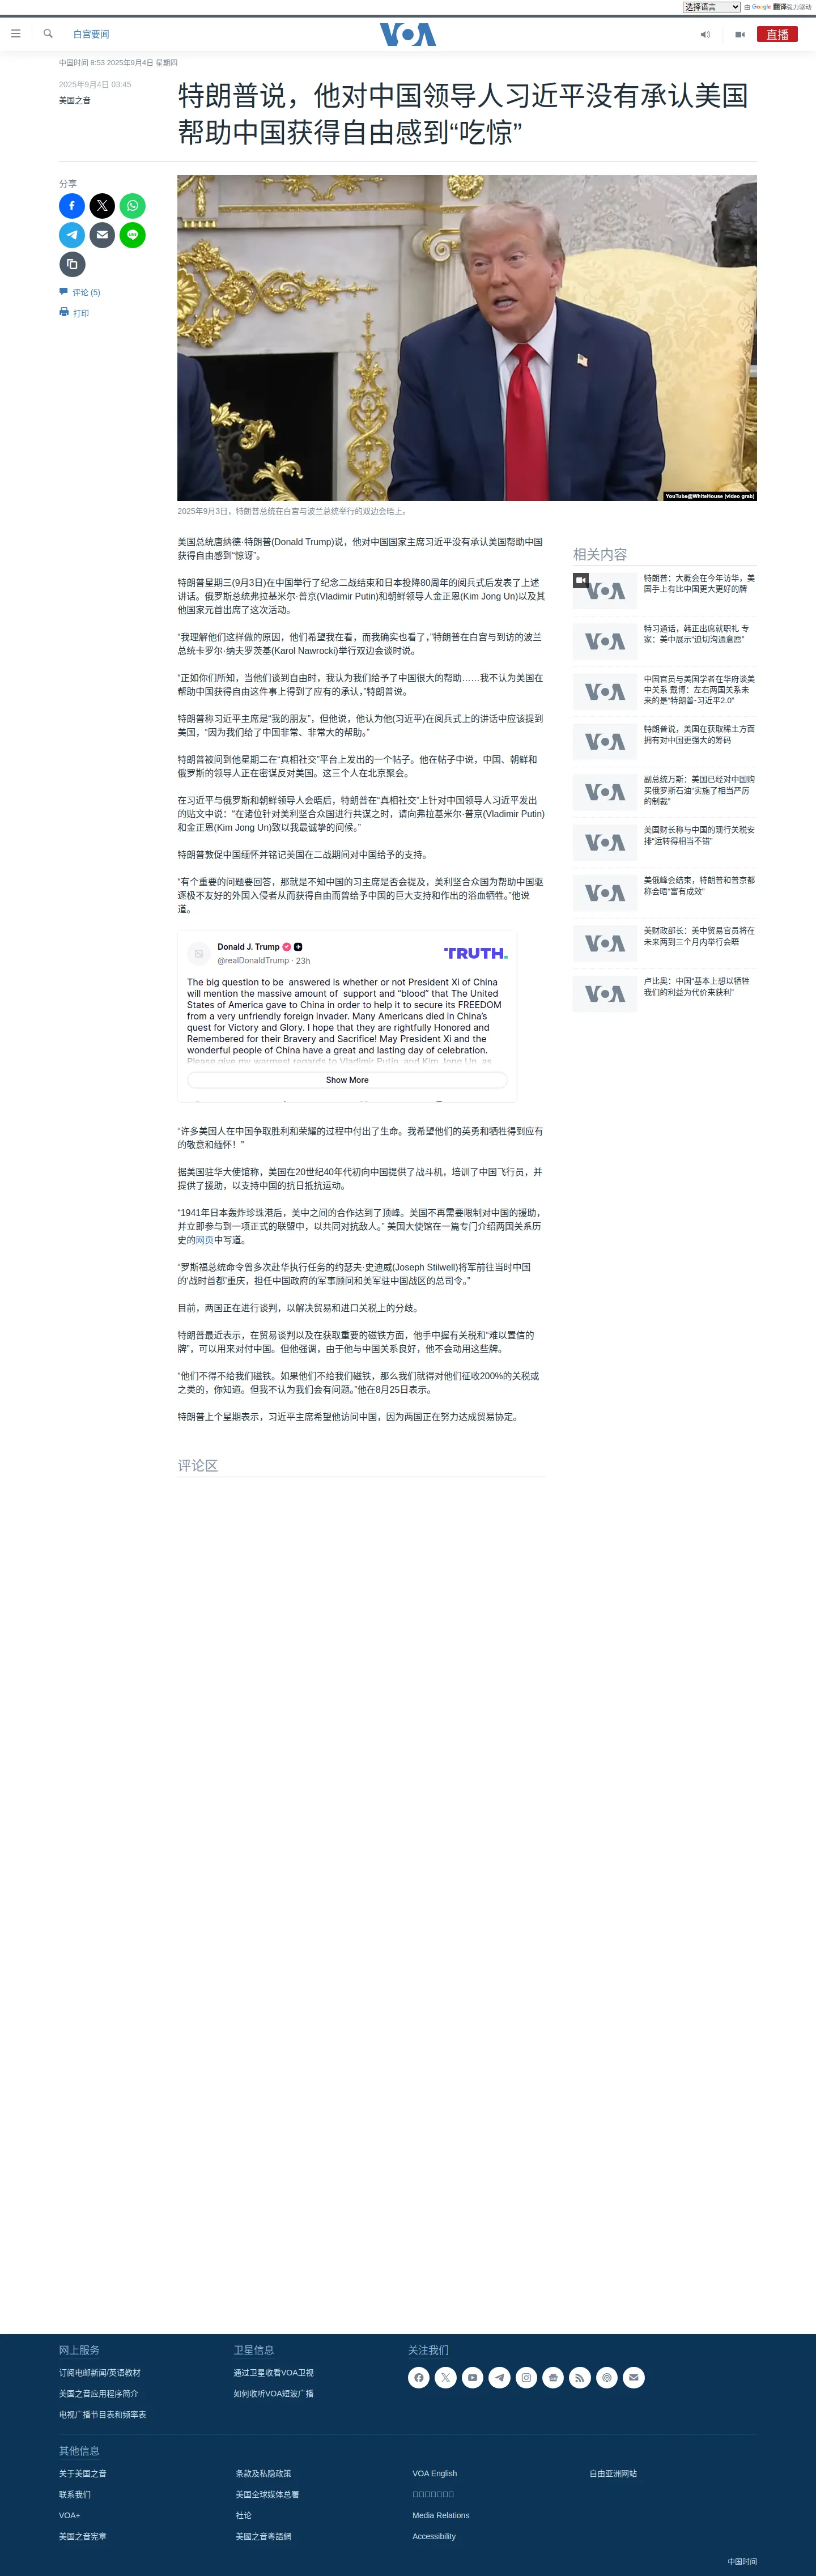 选择语言 由 Google 翻译强力驱动
白宫要闻
VOA
直播
中国时间 8:53 2025年9月4日 星期四
2025年9月4日 03:45
美国之音
特朗普说，他对中国领导人习近平没有承认美国
帮助中国获得自由感到“吃惊”
分享
评论 (5)
打印
YouTube@WhiteHouse (video grab)
2025年9月3日，特朗普总统在白宫与波兰总统举行的双边会晤上。
美国总统唐纳德·特朗普(Donald Trump)说，他对中国国家主席习近平没有承认美国帮助中国
获得自由感到“惊讶”。
特朗普星期三(9月3日)在中国举行了纪念二战结束和日本投降80周年的阅兵式后发表了上述
讲话。俄罗斯总统弗拉基米尔·普京(Vladimir Putin)和朝鲜领导人金正恩(Kim Jong Un)以及其
他国家元首出席了这次活动。
“我理解他们这样做的原因，他们希望我在看，而我确实也看了，”特朗普在白宫与到访的波兰
总统卡罗尔·纳夫罗茨基(Karol Nawrocki)举行双边会谈时说。
“正如你们所知，当他们谈到自由时，我认为我们给予了中国很大的帮助……我不认为美国在
帮助中国获得自由这件事上得到了应有的承认，”特朗普说。
特朗普称习近平主席是“我的朋友”，但他说，他认为他(习近平)在阅兵式上的讲话中应该提到
美国，“因为我们给了中国非常、非常大的帮助。”
特朗普被问到他星期二在“真相社交”平台上发出的一个帖子。他在帖子中说，中国、朝鲜和
俄罗斯的领导人正在密谋反对美国。这三个人在北京聚会。
在习近平与俄罗斯和朝鲜领导人会晤后，特朗普在“真相社交”上针对中国领导人习近平发出
的贴文中说：“在诸位针对美利坚合众国进行共谋之时，请向弗拉基米尔·普京(Vladimir Putin)
和金正恩(Kim Jong Un)致以我最诚挚的问候。”
特朗普敦促中国缅怀并铭记美国在二战期间对中国给予的支持。
“有个重要的问题要回答，那就是不知中国的习主席是否会提及，美利坚合众国为帮助中国驱
逐极不友好的外国入侵者从而获得自由而曾给予中国的巨大支持和作出的浴血牺牲。”他说
道。
Donald J. Trump
@realDonaldTrump · 23h
TRUTH.
The big question to be answered is whether or not President Xi of China
will mention the massive amount of support and “blood” that The United
States of America gave to China in order to help it to secure its FREEDOM
from a very unfriendly foreign invader. Many Americans died in China’s
quest for Victory and Glory. I hope that they are rightfully Honored and
Remembered for their Bravery and Sacrifice! May President Xi and the
wonderful people of China have a great and lasting day of celebration.
Please give my warmest regards to Vladimir Putin, and Kim Jong Un, as
Show More
“许多美国人在中国争取胜利和荣耀的过程中付出了生命。我希望他们的英勇和牺牲得到应有
的敬意和缅怀！”
据美国驻华大使馆称，美国在20世纪40年代初向中国提供了战斗机，培训了中国飞行员，并
提供了援助，以支持中国的抗日抵抗运动。
“1941年日本轰炸珍珠港后，美中之间的合作达到了顶峰。美国不再需要限制对中国的援助，
并立即参与到一项正式的联盟中，以共同对抗敌人。” 美国大使馆在一篇专门介绍两国关系历
史的网页中写道。
“罗斯福总统命令曾多次赴华执行任务的约瑟夫·史迪威(Joseph Stilwell)将军前往当时中国
的‘战时首都’重庆，担任中国政府的军事顾问和美军驻中国战区的总司令。”
目前，两国正在进行谈判，以解决贸易和进口关税上的分歧。
特朗普最近表示，在贸易谈判以及在获取重要的磁铁方面，他手中握有关税和“难以置信的
牌”，可以用来对付中国。但他强调，由于他与中国关系良好，他不会动用这些牌。
“他们不得不给我们磁铁。如果他们不给我们磁铁，那么我们就得对他们征收200%的关税或
之类的，你知道。但我不认为我们会有问题。”他在8月25日表示。
特朗普上个星期表示，习近平主席希望他访问中国，因为两国正在努力达成贸易协定。
评论区
相关内容
VOA
特朗普：大概会在今年访华，美
国手上有比中国更大更好的牌
VOA
特习通话，韩正出席就职礼 专
家：美中展示“迫切沟通意愿”
VOA
中国官员与美国学者在华府谈美
中关系 戴博：左右两国关系未
来的是“特朗普-习近平2.0”
VOA
特朗普说，美国在获取稀土方面
拥有对中国更强大的筹码
VOA
副总统万斯：美国已经对中国购
买俄罗斯石油“实施了相当严厉
的制裁”
VOA
美国财长称与中国的现行关税安
排“运转得相当不错”
VOA
美俄峰会结束，特朗普和普京都
称会晤“富有成效”
VOA
美财政部长：美中贸易官员将在
未来两到三个月内举行会晤
VOA
卢比奥：中国“基本上想以牺牲
我们的利益为代价来获利”
网上服务
订阅电邮新闻/英语教材
美国之音应用程序简介
电视广播节目表和频率表
卫星信息
通过卫星收看VOA卫视
如何收听VOA短波广播
关注我们
其他信息
关于美国之音
联系我们
VOA+
美国之音宪章
条款及私隐政策
美国全球媒体总署
社论
美國之音粵語網
VOA English
Media Relations
Accessibility
自由亚洲网站
中国时间